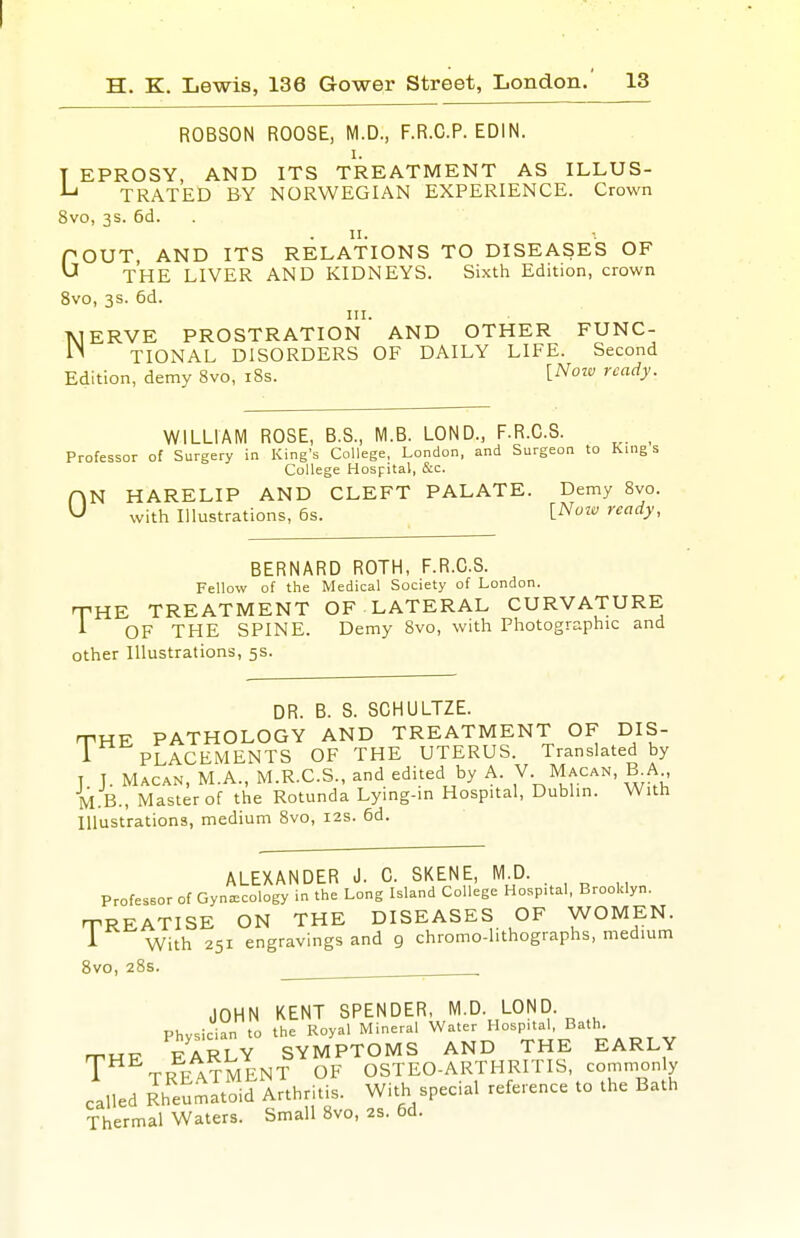 H. K. Lewis, 136 Gower Street, London. 13
ROBSON ROOSE, M.D., F.R.C.P. EDIN.
I.
LEPROSY, AND ITS TREATMENT AS ILLUS-
TRATED BY NORWEGIAN EXPERIENCE. Crown
8vo, 3s. 6d.
II.
GOUT, AND ITS RELATIONS TO DISEASES OF
THE LIVER AND KIDNEYS. Sixth Edition, crown
8vo, 3s. 6d.
III.
NERVE PROSTRATION AND OTHER FUNC-
TIONAL DISORDERS OF DAILY LIFE. Second
Edition, demy 8vo, 18s. [Now ready.
WILLIAM ROSE, B.S., M.B. LOND., F.R.C.S.
Professor of Surgery in King's College, London, and Surgeon to King's
College Hospital, &c.
ON HARELIP AND CLEFT PALATE. Demy 8vo.
with Illustrations, 6s. [Now ready,
BERNARD ROTH, F.R.C.S.
Fellow of the Medical Society of London.
THE TREATMENT OF LATERAL CURVATURE
OF THE SPINE. Demy 8vo, with Photographic and
other Illustrations, 5s.
DR. B. S. SCHULTZE.
THE PATHOLOGY AND TREATMENT OF DIS-
PLACEMENTS OF THE UTERUS. Translated by
J. J. MACAN, M.A., M.R.C.S., and edited by A. V. MACAN, B.A.,
M.B., Master of the Rotunda Lying-in Hospital, Dublin. With
Illustrations, medium 8vo, 12s. 6d.
ALEXANDER J. C. SKENE, M.D.
Professor of Gynæcology in the Long Island College Hospital, Brooklyn.
TREATISE ON THE DISEASES OF WOMEN.
With 251 engravings and 9 chromo-lithographs, medium
8vo, 28s.
JOHN KENT SPENDER, M.D. LOND.
Physician to the Royal Mineral Water Hospital, Bath.
THE EARLY SYMPTOMS AND THE EARLY
TREATMENT OF OSTEO-ARTHRITIS, commonly
called Rheumatoid Arthritis. With special reference to the Bath
Thermal Waters. Small 8vo, 2s. 6d.